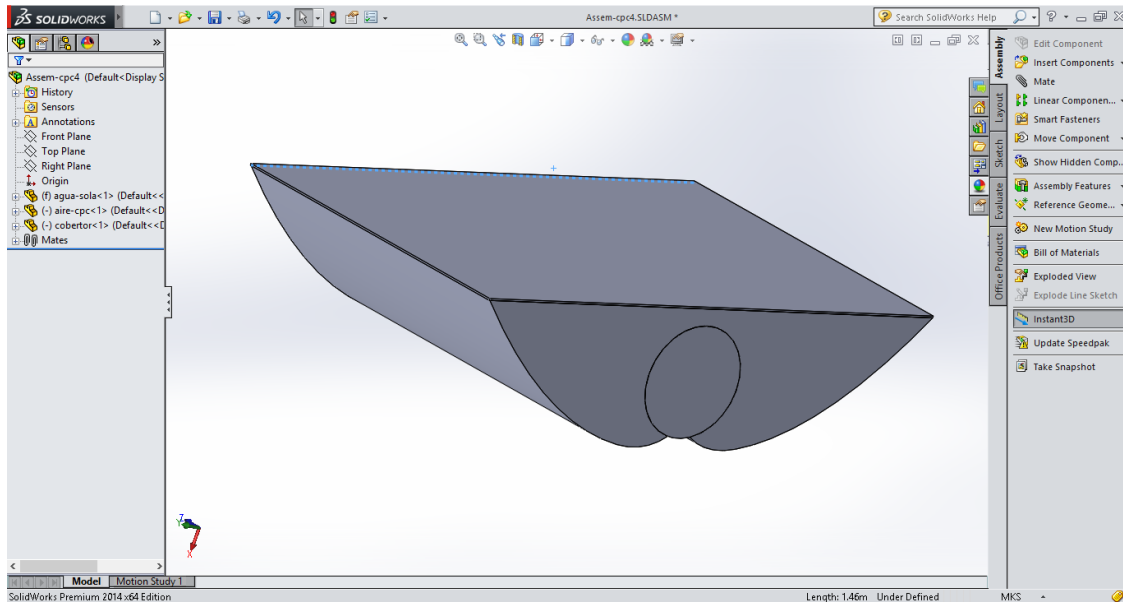 SOLIDWORKS
Assem-cpc4.SLDASM *
Search SolidWorks Help
Assem-cpc4 (Default<Display S
History
Sensors
Annotations
Front Plane
Top Plane
Right Plane
Origin
(f) agua-sola<1> (Default<<
(-) aire-cpc<1> (Default<<D
(-) cobertor<1> (Default<<D
Mates
Assembly
Layout
Sketch
Evaluate
Office Products
Edit Component
Insert Components
Mate
Linear Componen...
Smart Fasteners
Move Component
Show Hidden Comp...
Assembly Features
Reference Geome...
New Motion Study
Bill of Materials
Exploded View
Explode Line Sketch
Instant3D
Update Speedpak
Take Snapshot
Z
Y
X
Model
Motion Study 1
SolidWorks Premium 2014 x64 Edition
Length: 1.46m
Under Defined
MKS